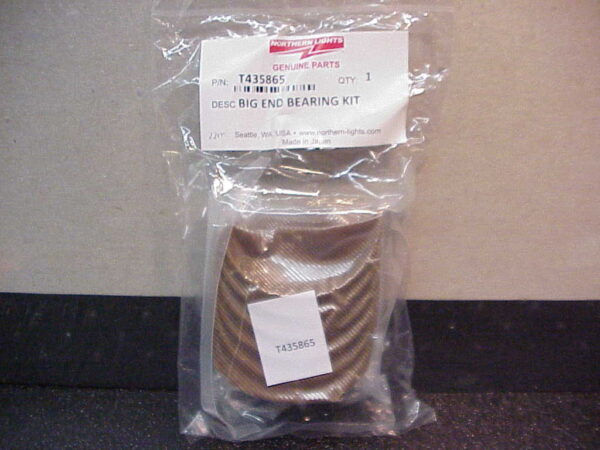 NORTHERN LIGHTS
GENUINE PARTS
P/N: T435865 QTY: 1
DESC BIG END BEARING KIT
Seattle, WA, USA • www.northern-lights.com
Made in Japan
T435865